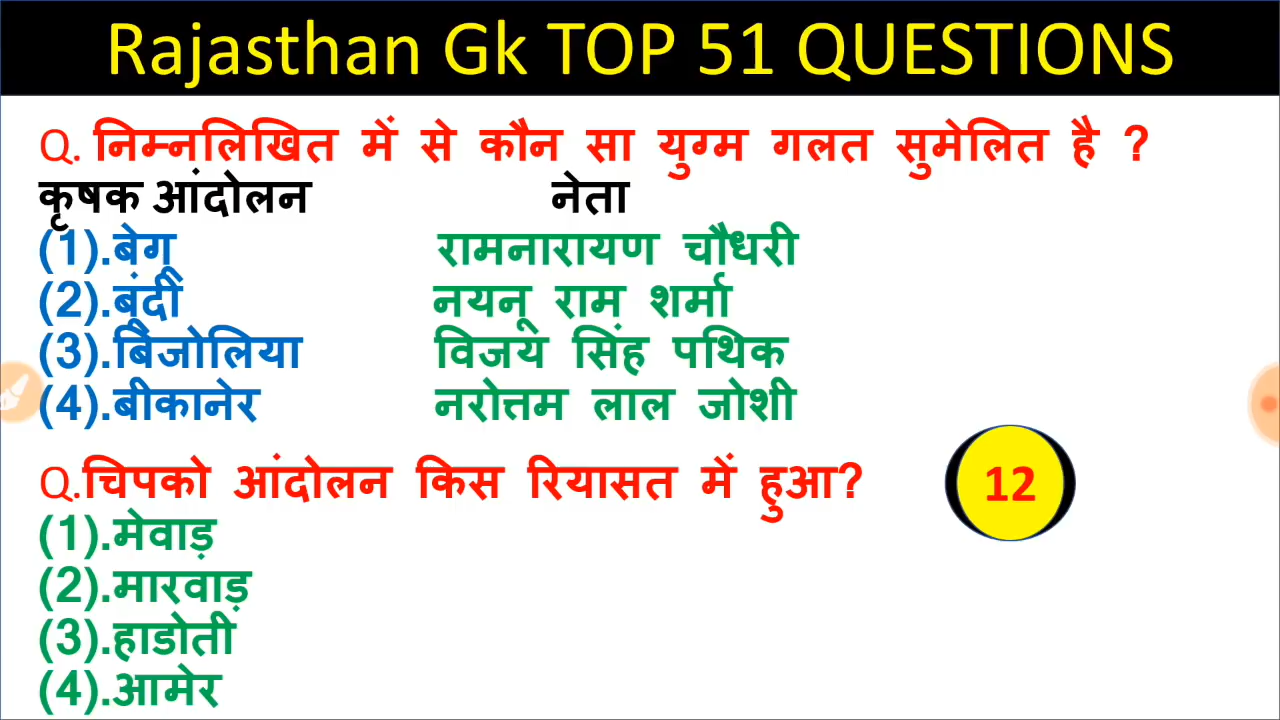 Rajasthan Gk TOP 51 QUESTIONS
Q. निम्नलिखित में से कौन सा युग्म गलत सुमेलित है ?
कृषक आंदोलन नेता
(1).बेगू रामनारायण चौधरी
(2).बूंदी नयनू राम शर्मा
(3).बिजोलिया विजय सिंह पथिक
(4).बीकानेर नरोत्तम लाल जोशी
Q.चिपको आंदोलन किस रियासत में हुआ?
12
(1).मेवाड़
(2).मारवाड़
(3).हाडोती
(4).आमेर